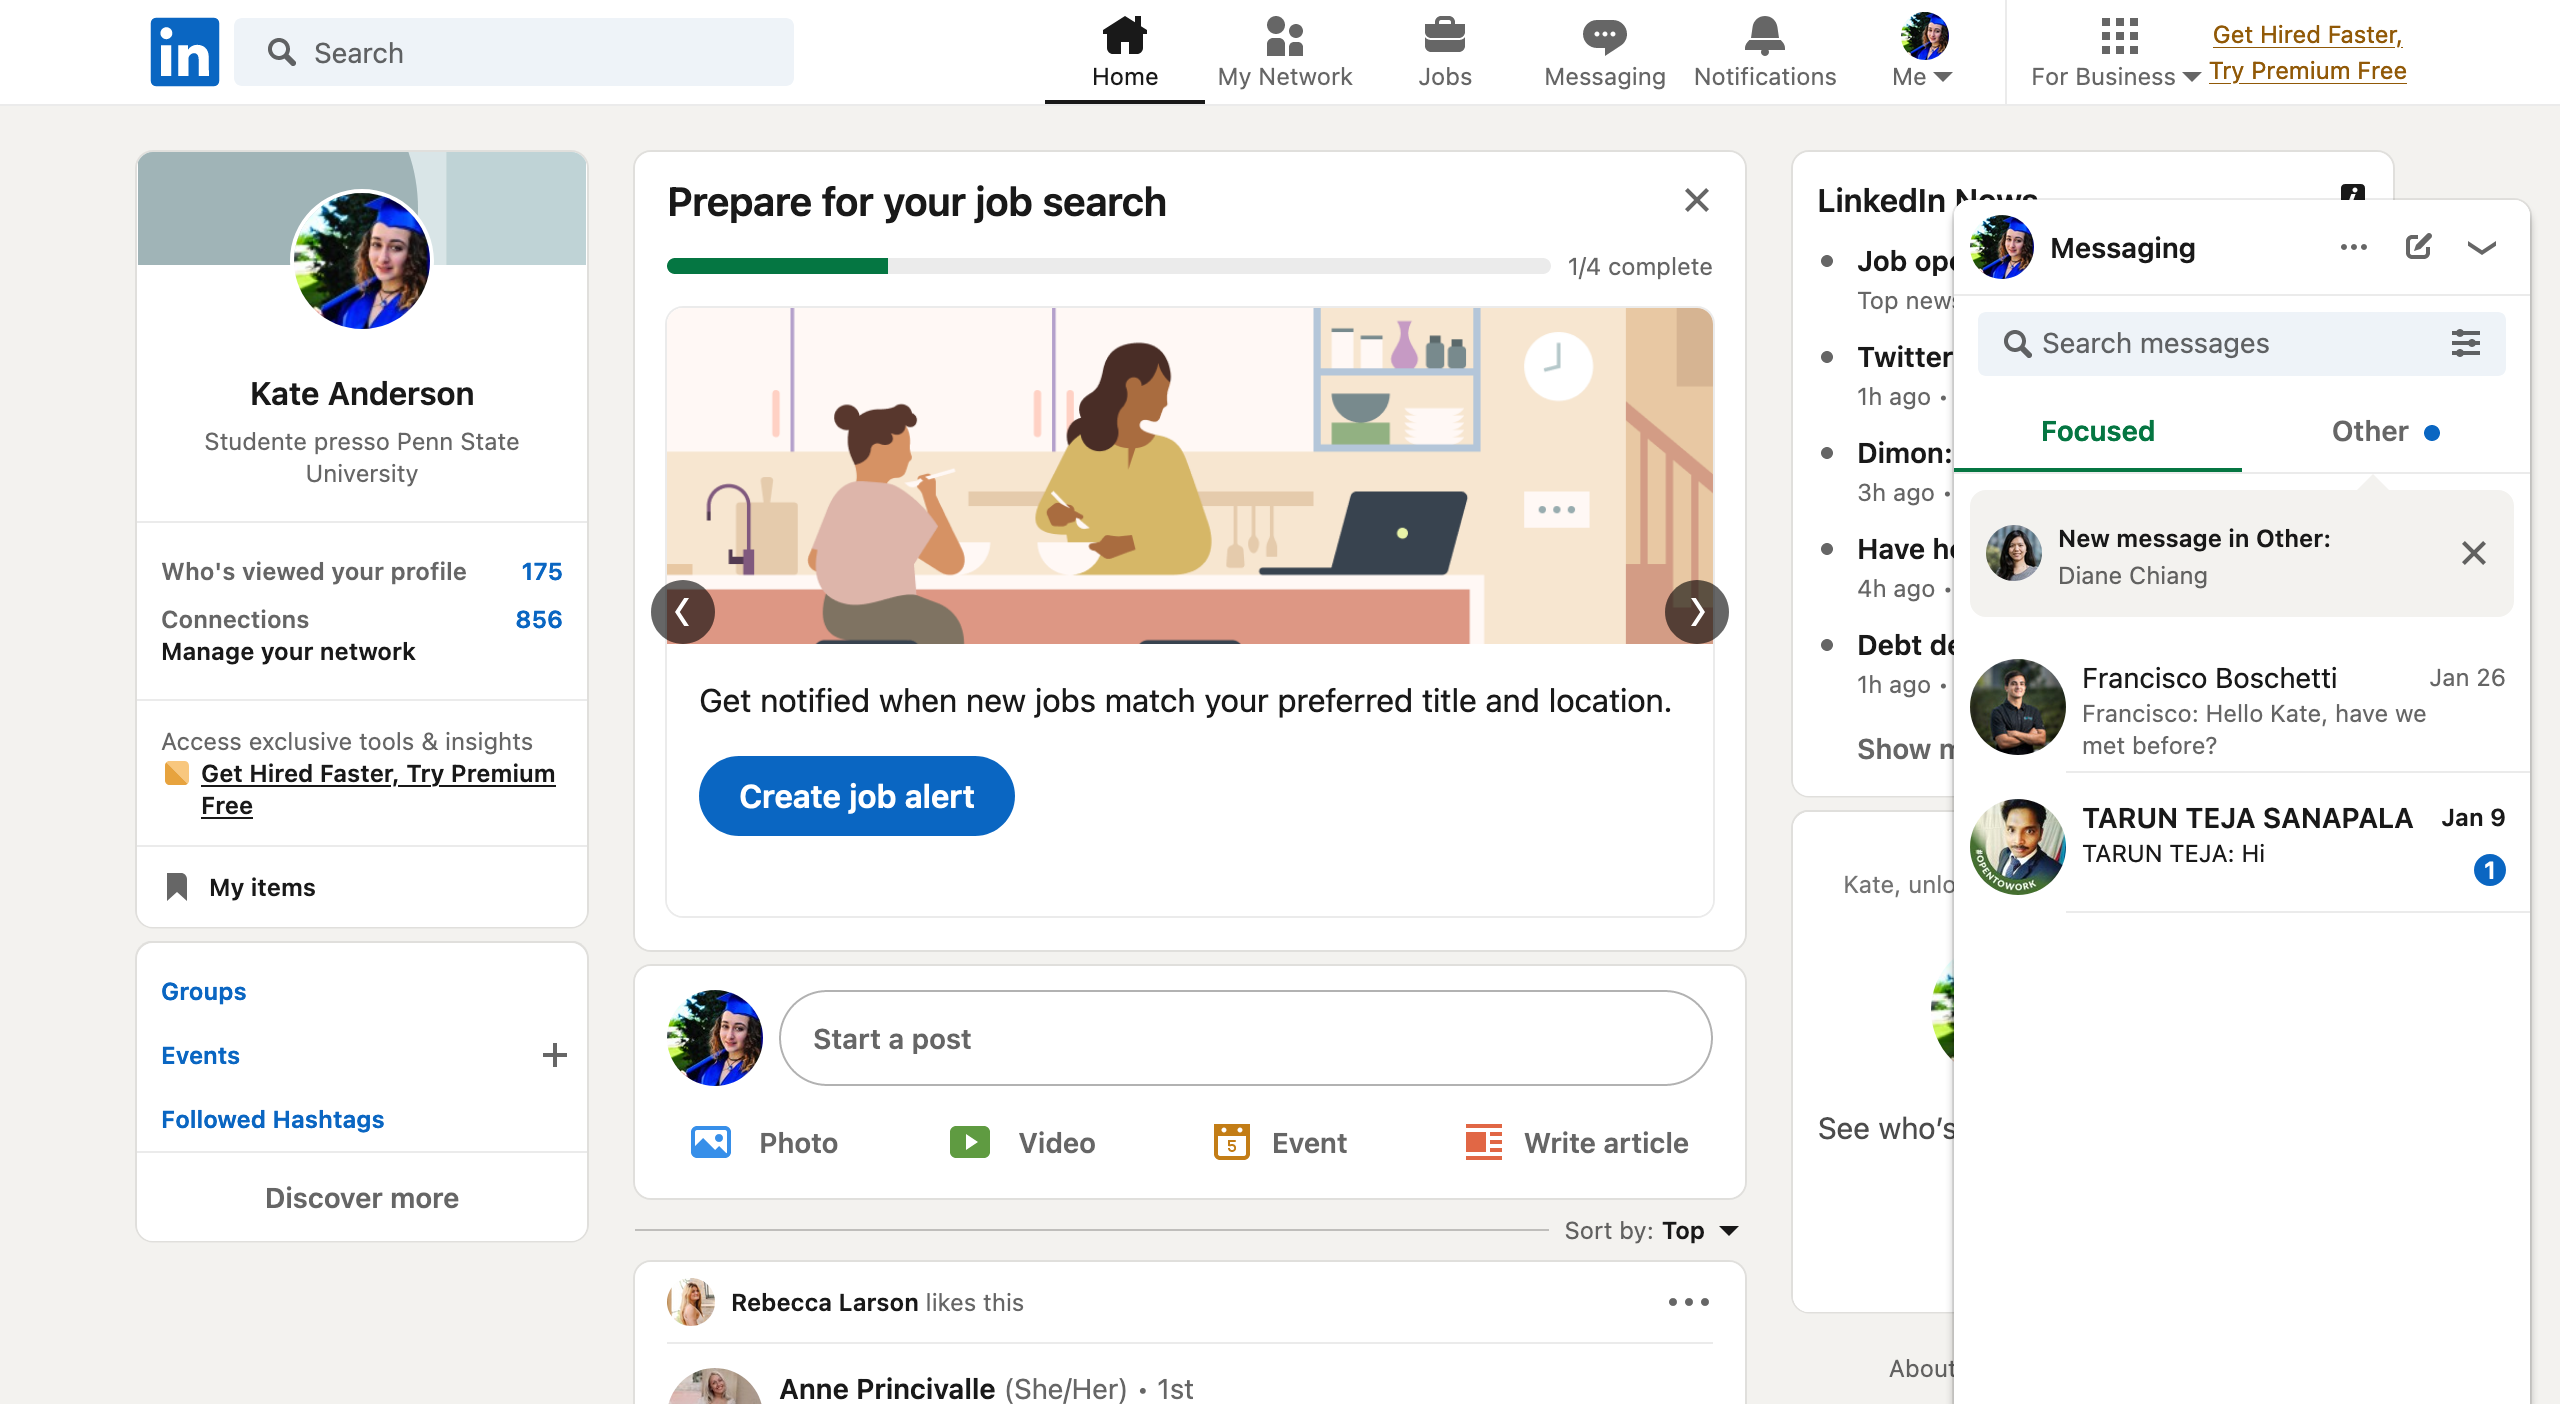 in
Search
Home
My Network
Jobs
Messaging
Notifications
Me
For Business
Get Hired Faster,
Try Premium Free
Kate Anderson
Studente presso Penn State
University
Who's viewed your profile 175
Connections 856
Manage your network
Access exclusive tools & insights
Get Hired Faster, Try Premium
Free
My items
Groups
Events
Followed Hashtags
Discover more
Prepare for your job search
1/4 complete
Get notified when new jobs match your preferred title and location.
Create job alert
Start a post
Photo
Video
5
Event
Write article
Sort by: Top
Rebecca Larson likes this
Anne Princivalle (She/Her) • 1st
LinkedIn News
Job ope
Top news
Twitter
1h ago •
Dimon:
3h ago •
Have he
4h ago •
Debt de
1h ago •
Show m
Kate, unlo
See who's
About
Messaging
Search messages
Focused
Other
New message in Other:
Diane Chiang
Francisco Boschetti Jan 26
Francisco: Hello Kate, have we
met before?
#OPENTOWORK
TARUN TEJA SANAPALA Jan 9
TARUN TEJA: Hi
1